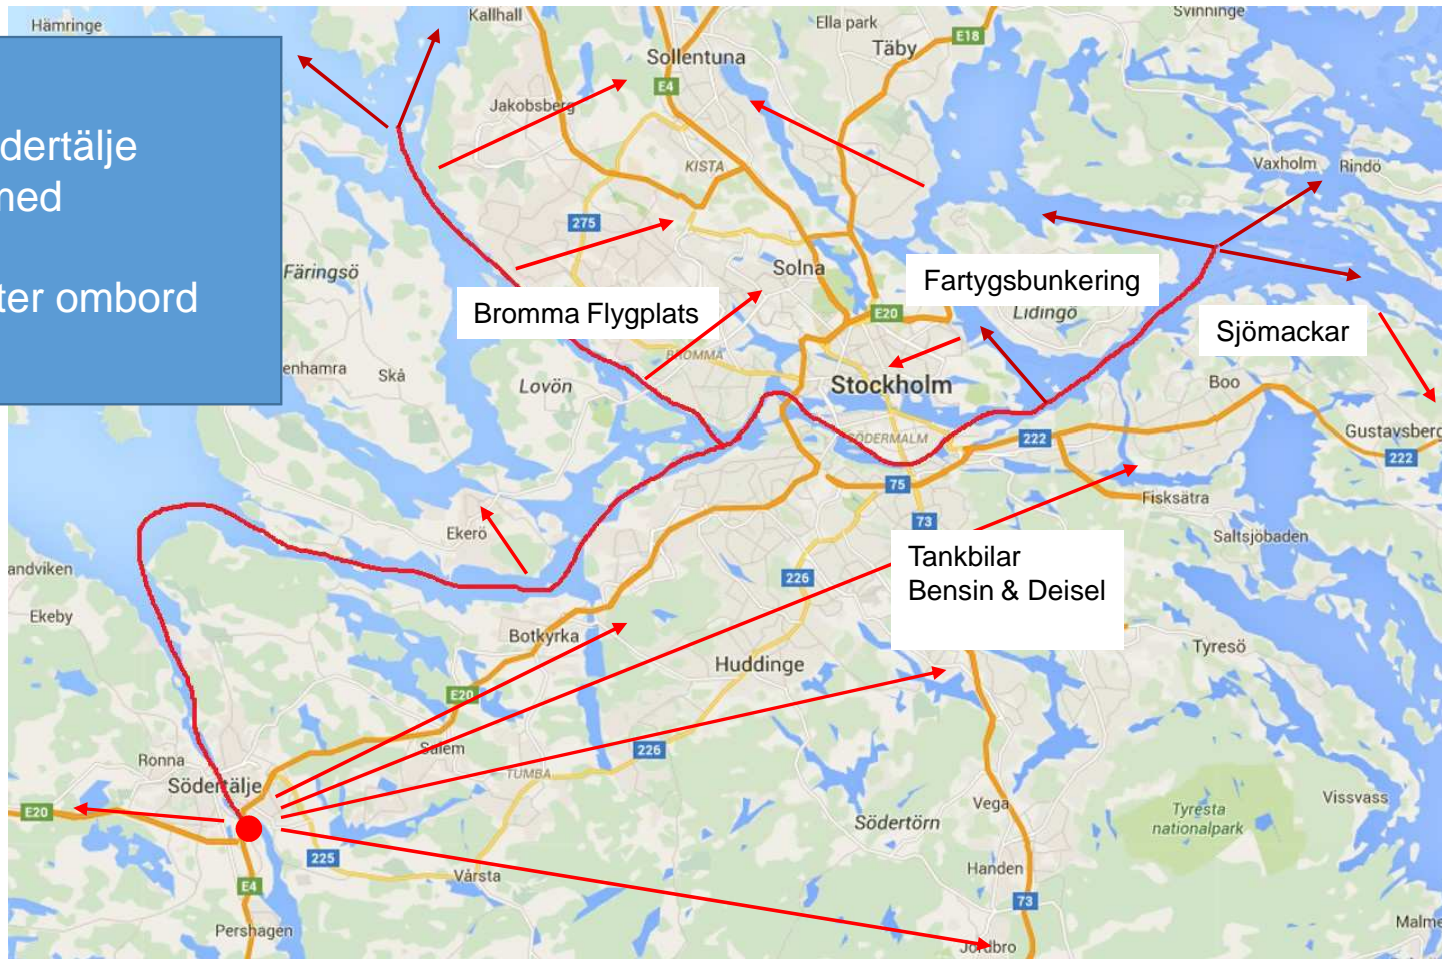 Hämringe
Kallhall
Ella park
Svinninge
E18
Täby
Sollentuna
E4
Jakobsberg
dertälje
ned
ter ombord
KISTA
Vaxholm
Rindö
275
Färingsö
Solna
Fartygsbunkering
Bromma Flygplats
E20
Lidingö
Sjömackar
BROMMA
enhamra
Skå
Lovön
Stockholm
Boo
SÖDERMALM
222
Gustavsberg
222
75
Fisksätra
73
Ekerö
Saltsjöbaden
Tankbilar
Bensin & Deisel
andviken
226
Ekeby
Botkyrka
Huddinge
Tyresö
E20
Salem
226
Ronna
TUMBA
Södertälje
E20
Vega
Tyresta
nationalpark
Vissvass
Södertörn
225
Vårsta
Handen
E4
73
Pershagen
Jordbro
Malme